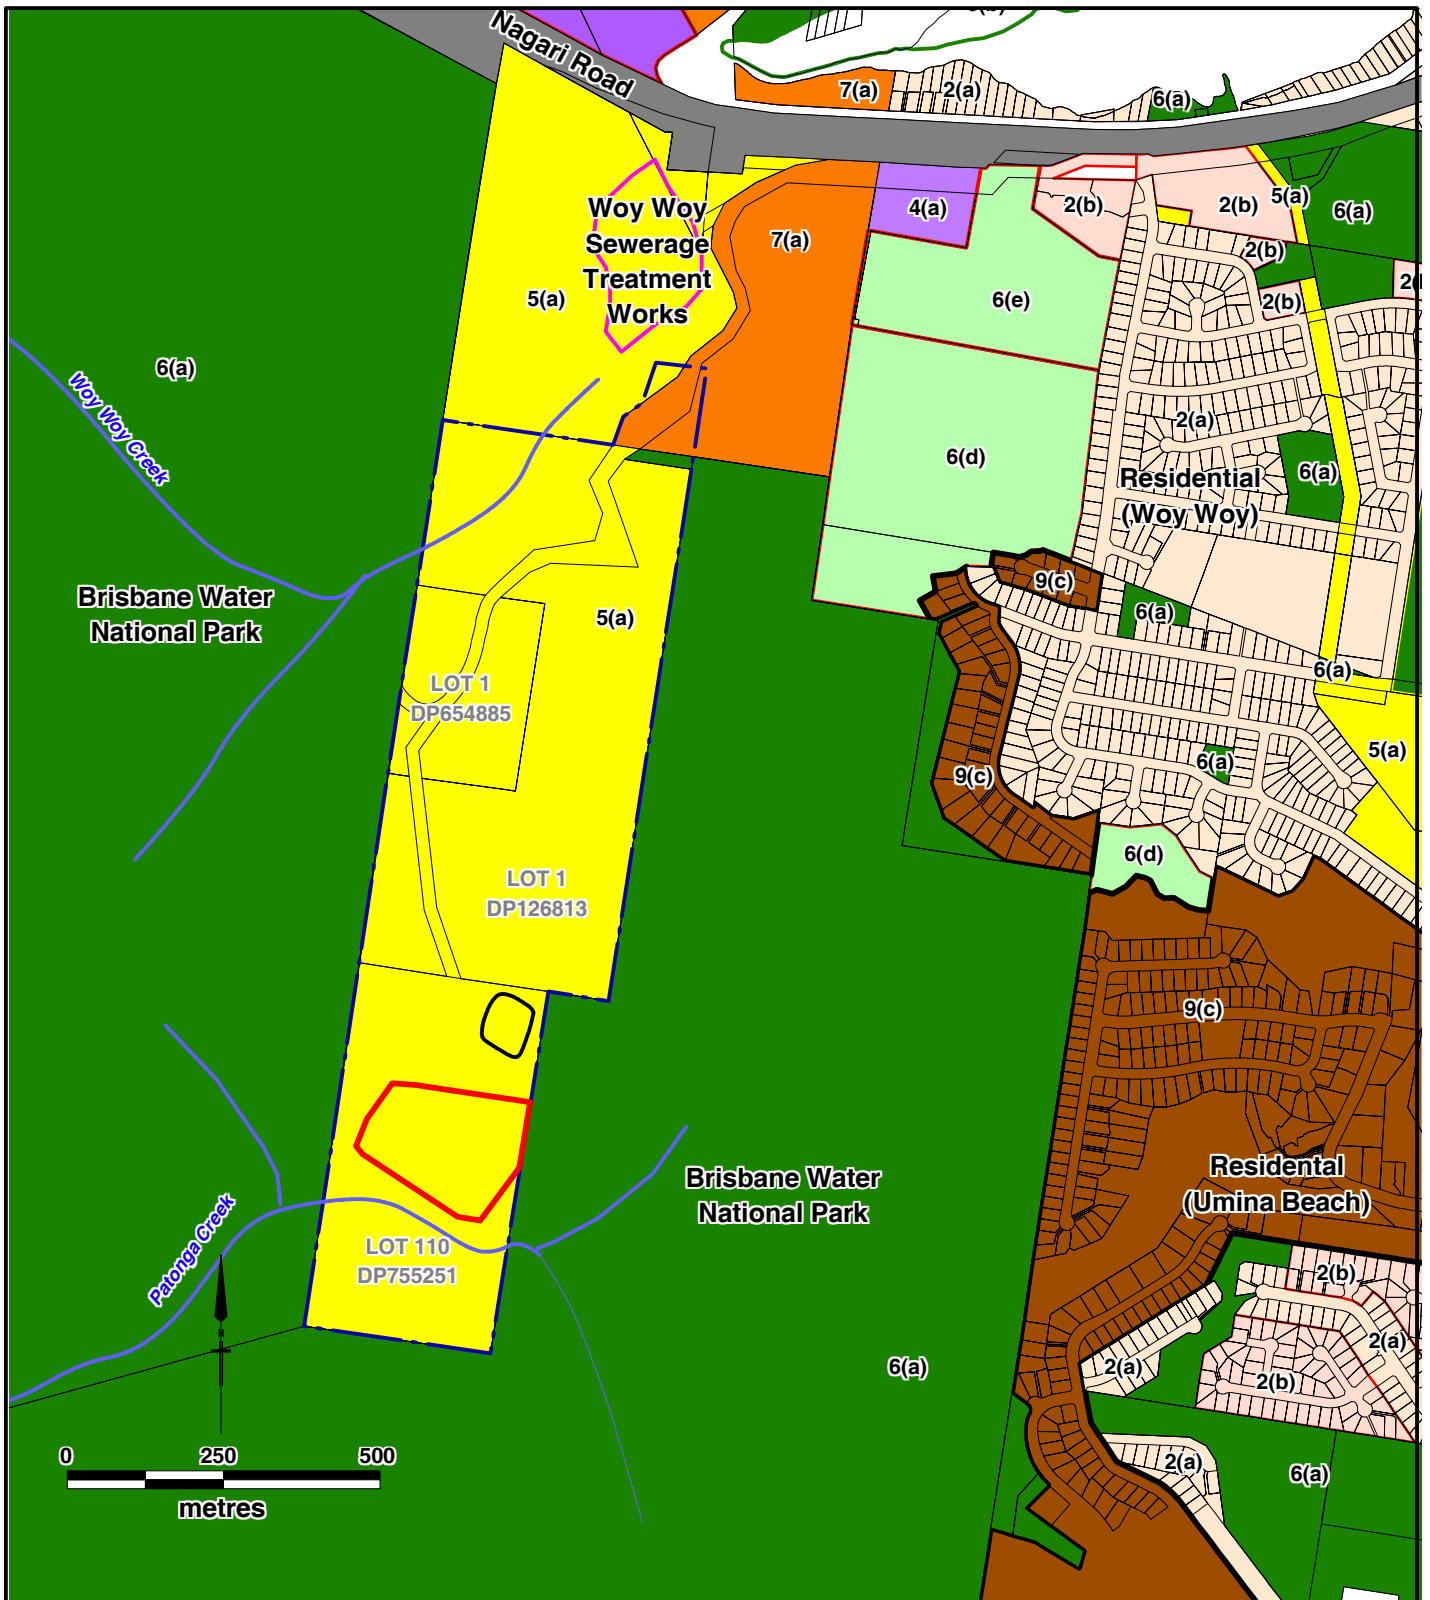 Nagari Road
7(a)
2(a)
6(a)
Woy Woy
Sewerage
Treatment
Works
5(a)
7(a)
4(a)
6(e)
2(b)
2(b)
5(a)
6(a)
2(b)
2(b)
6(a)
Woy Woy Creek
2(a)
6(d)
Residential
(Woy Woy)
6(a)
Brisbane Water
National Park
5(a)
9(c)
6(a)
6(a)
LOT 1
DP654885
9(c)
6(a)
5(a)
6(d)
LOT 1
DP126813
9(c)
Brisbane Water
National Park
Residental
(Umina Beach)
Patonga Creek
LOT 110
DP755251
2(b)
2(a)
2(a)
2(b)
6(a)
N
2(a)
6(a)
0 250 500
metres